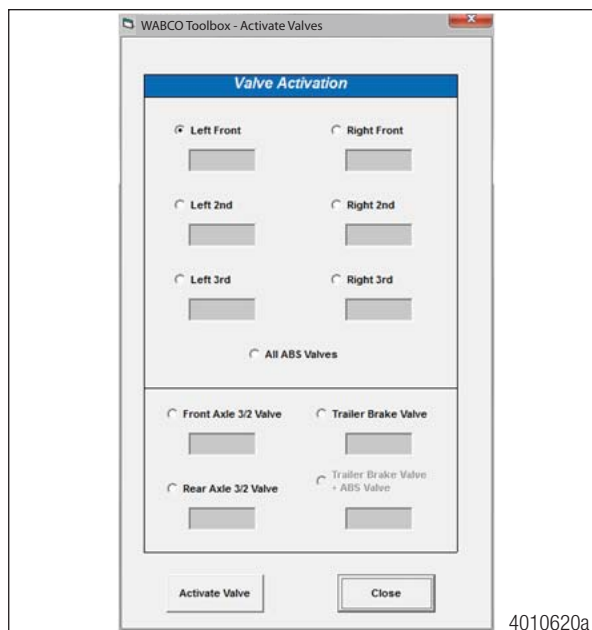 WABCO Toolbox - Activate Valves
Valve Activation
Left Front
Right Front
Left 2nd
Right 2nd
Left 3rd
Right 3rd
All ABS Valves
Front Axle 3/2 Valve
Trailer Brake Valve
Rear Axle 3/2 Valve
Trailer Brake Valve
+ ABS Valve
Activate Valve
Close
4010620a